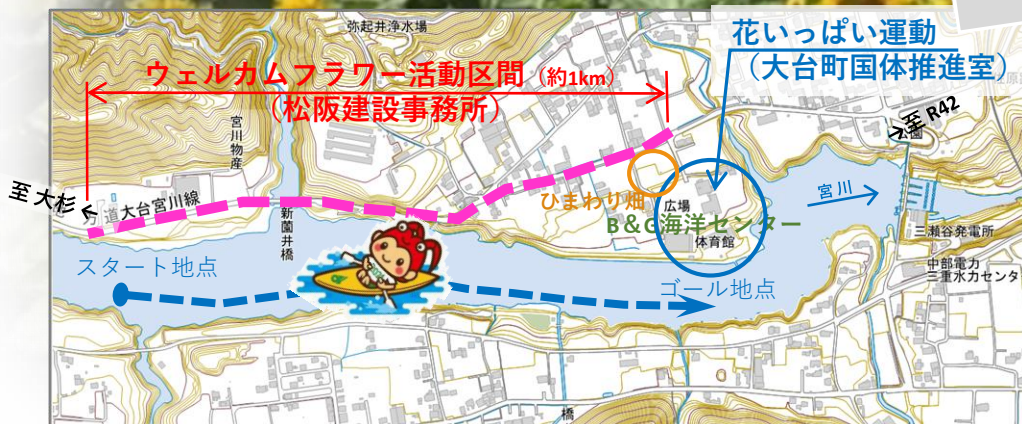 弥起井浄水場
花いっぱい運動
（大台町国体推進室）
ウェルカムフラワー活動区間（約1km）
（松阪建設事務所）
至 R42
宮川物産
至 大杉
道大台宮川線
新薗井橋
ひまわり畑
広場
B＆G海洋センター
体育館
宮川
三瀬谷発電所
中部電力
三重水力センタ
スタート地点
ゴール地点
橋